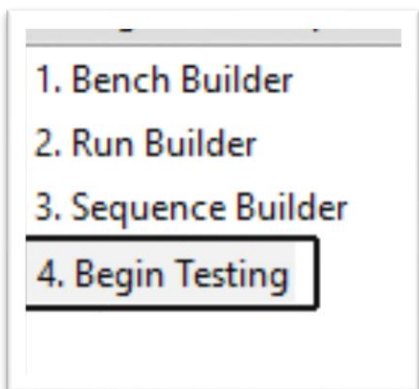 1. Bench Builder
2. Run Builder
3. Sequence Builder
4. Begin Testing